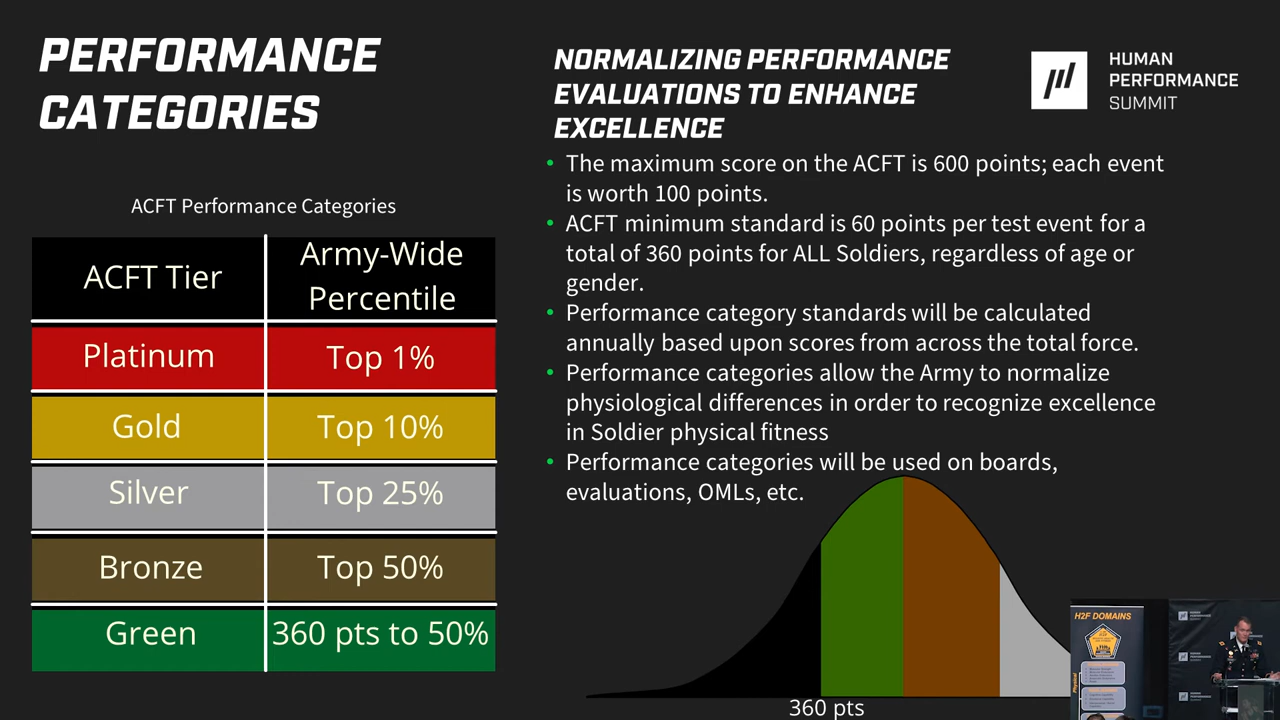 PERFORMANCE
CATEGORIES
ACFT Performance Categories
ACFT Tier
Army-Wide
Percentile
Platinum
Top 1%
Gold
Top 10%
Silver
Top 25%
Bronze
Top 50%
Green
360 pts to 50%
NORMALIZING PERFORMANCE
EVALUATIONS TO ENHANCE
EXCELLENCE
HUMAN
PERFORMANCE
SUMMIT
• The maximum score on the ACFT is 600 points; each event
is worth 100 points.
• ACFT minimum standard is 60 points per test event for a
total of 360 points for ALL Soldiers, regardless of age or
gender.
• Performance category standards will be calculated
annually based upon scores from across the total force.
• Performance categories allow the Army to normalize
physiological differences in order to recognize excellence
in Soldier physical fitness
• Performance categories will be used on boards,
evaluations, OMLs, etc.
360 pts
H2F DOMAINS
Physical